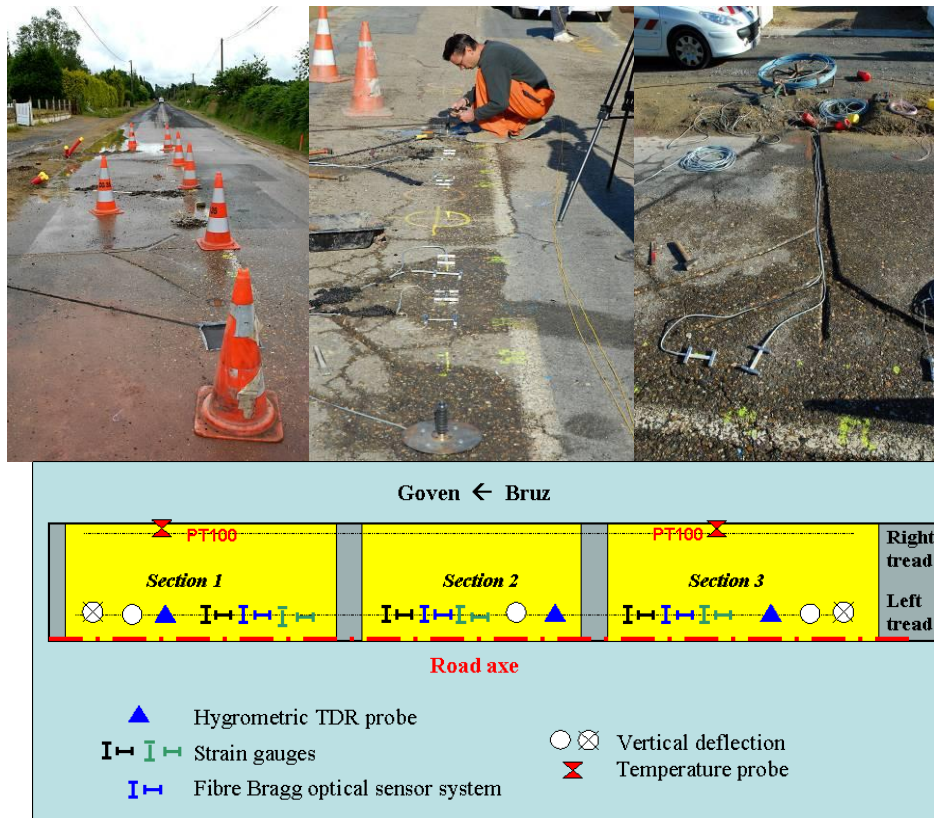 Goven ← Bruz
PT100
PT100
Right
tread
Section 1
Section 2
Section 3
Left
tread
Road axe
Hygrometric TDR probe
Strain gauges
Fibre Bragg optical sensor system
Vertical deflection
Temperature probe